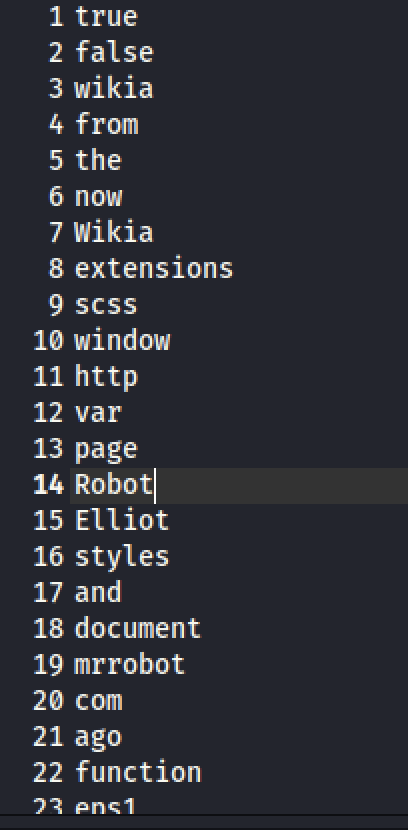 1 true
2 false
3 wikia
4 from
5 the
6 now
7 Wikia
8 extensions
9 scss
10 window
11 http
12 var
13 page
14 Robot
15 Elliot
16 styles
17 and
18 document
19 mrrobot
20 com
21 ago
22 function
23 eps1